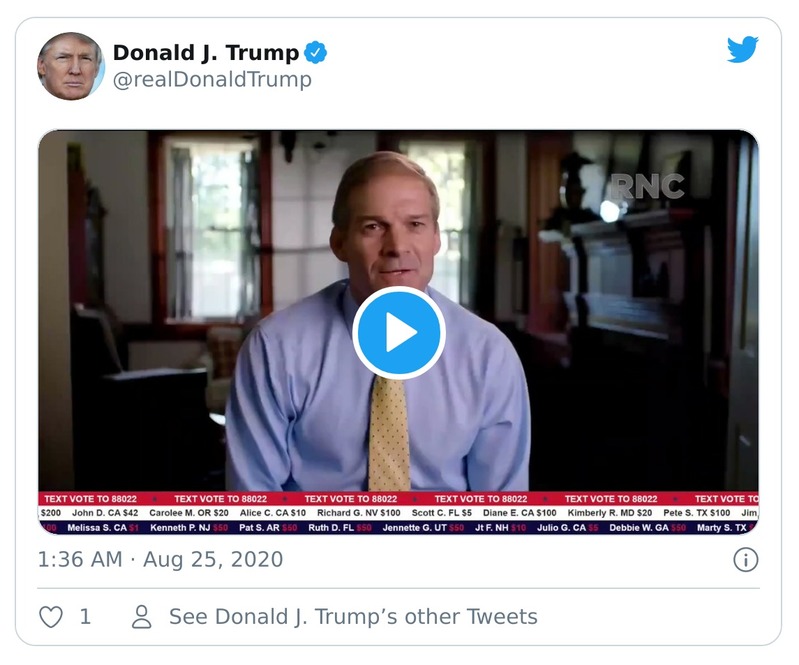 Donald J. Trump
@realDonaldTrump
RNC
TEXT VOTE TO 88022 TEXT VOTE TO 88022 TEXT VOTE TO 88022 TEXT VOTE TO 88022 TEXT VOTE TO 88022 TEXT VOTE TO
$200 John D. CA $42 Carolee M. OR $20 Alice C. CA $10 Richard G. NV $100 Scott C. FL $5 Diane E. CA $100 Kimberly R. MD $20 Pete S. TX $100 Jim
Melissa S. CA $1 Kenneth P. NJ $50 Pat S. AR $50 Ruth D. FL $50 Jennette G. UT $50 Jt F. NH $10 Julio G. CA $5 Debbie W. GA $50 Marty S. TX
1:36 AM · Aug 25, 2020
1 See Donald J. Trump’s other Tweets